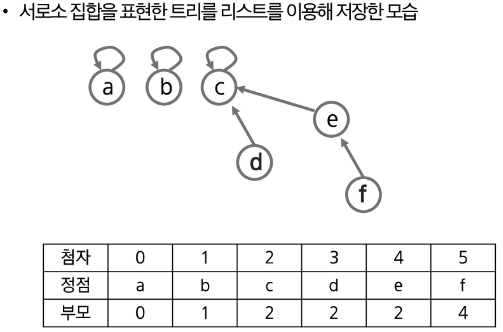 • 서로소 집합을 표현한 트리를 리스트를 이용해 저장한 모습
a b c
e
d
f
첨자 0 1 2 3 4 5
정점 a b c d e f
부모 0 1 2 2 2 4